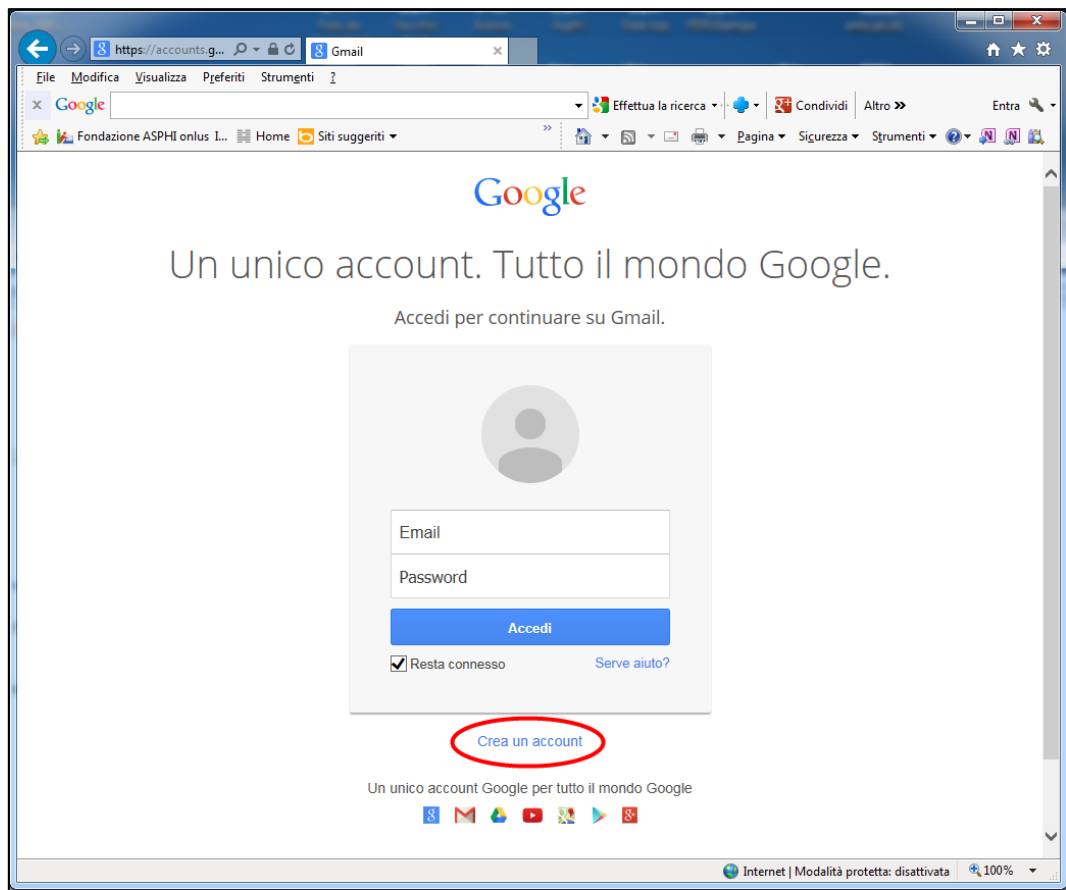 https://accounts.g... Gmail
File Modifica Visualizza Preferiti Strumenti ?
x Google Effettua la ricerca Condividi Altro » Entra
Fondazione ASPHI onlus I... Home Siti suggeriti » Pagina Sicurezza Strumenti
Google
Un unico account. Tutto il mondo Google.
Accedi per continuare su Gmail.
Email
Password
Accedi
Resta connesso Serve aiuto?
Crea un account
Un unico account Google per tutto il mondo Google
Internet | Modalità protetta: disattivata 100%